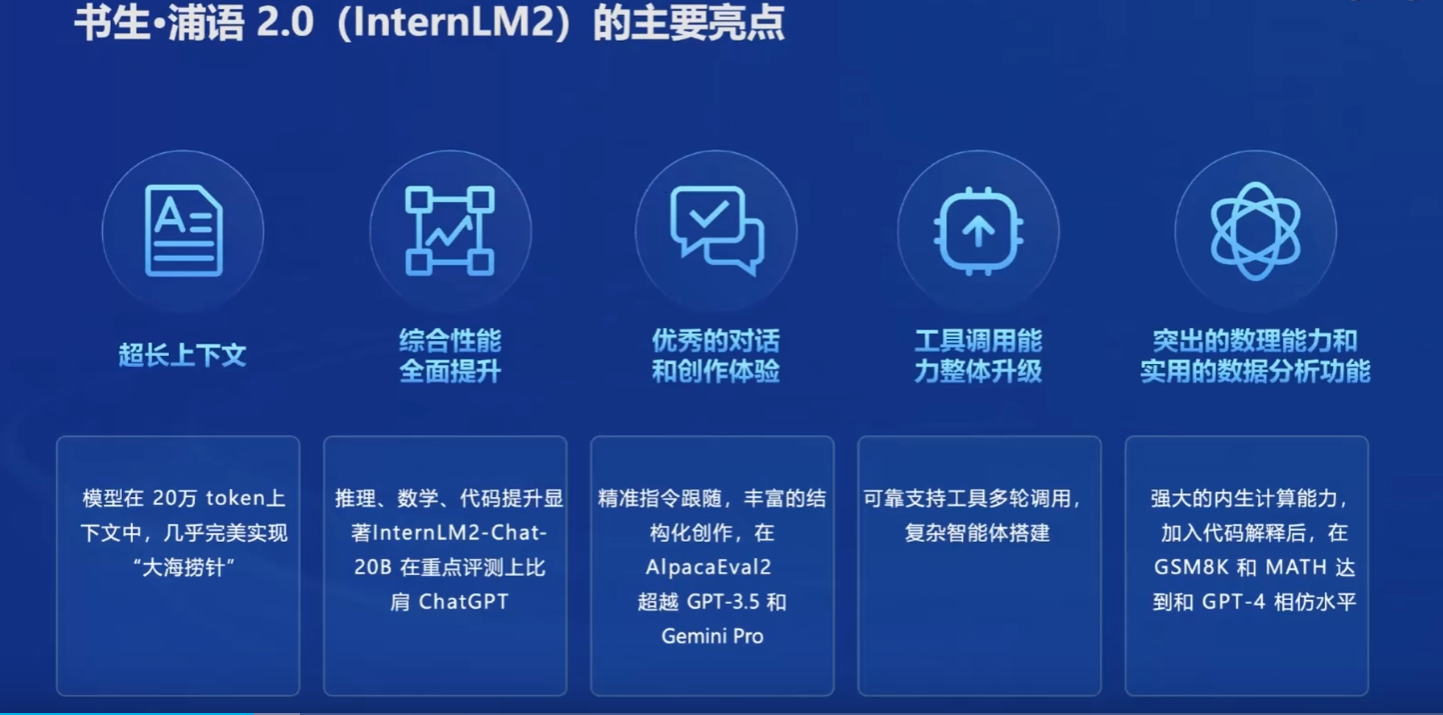 书生·浦语 2.0（InternLM2）的主要亮点
A
超长上下文
模型在 20万 token上
下文中，几乎完美实现
“大海捞针”
综合性能
全面提升
推理、数学、代码提升显
著InternLM2-Chat-
20B 在重点评测上比
肩 ChatGPT
优秀的对话
和创作体验
精准指令跟随，丰富的结
构化创作，在
AlpacaEval2
超越 GPT-3.5 和
Gemini Pro
工具调用能
力整体升级
可靠支持工具多轮调用，
复杂智能体搭建
突出的数理能力和
实用的数据分析功能
强大的内生计算能力，
加入代码解释后，在
GSM8K 和 MATH 达
到和 GPT-4 相仿水平